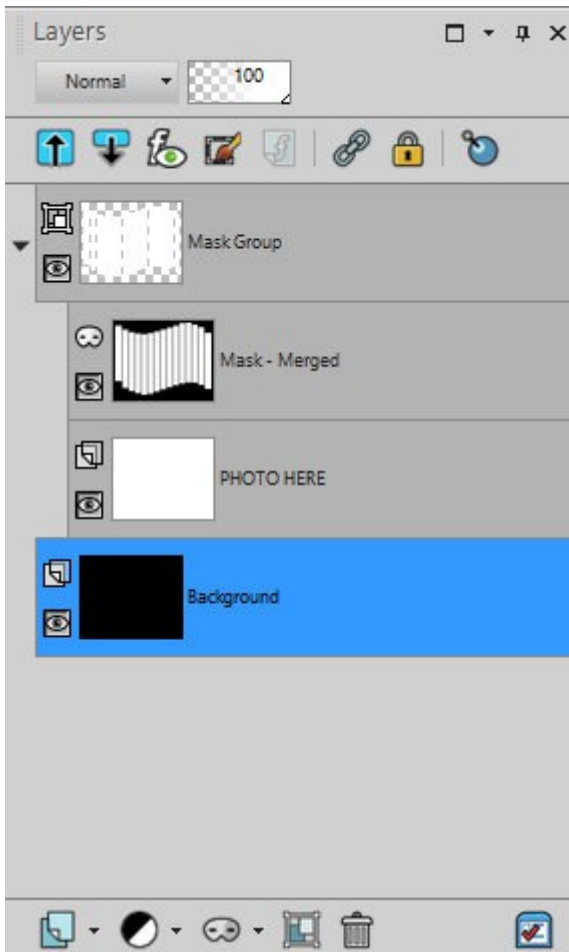 Layers
Normal
100
Mask Group
Mask - Merged
PHOTO HERE
Background